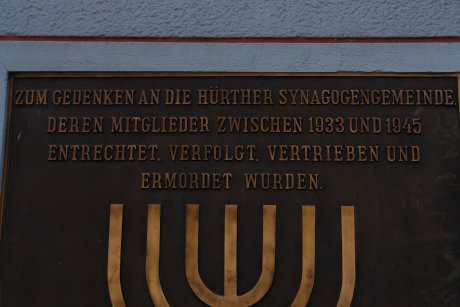 ZUM GEDENKEN AN DIE HÜRTHER SYNAGOGENGEMEINDE,
DEREN MITGLIEDER ZWISCHEN 1933 UND 1945
ENTRECHTET, VERFOLGT, VERTRIEBEN UND
ERMORDET WURDEN.